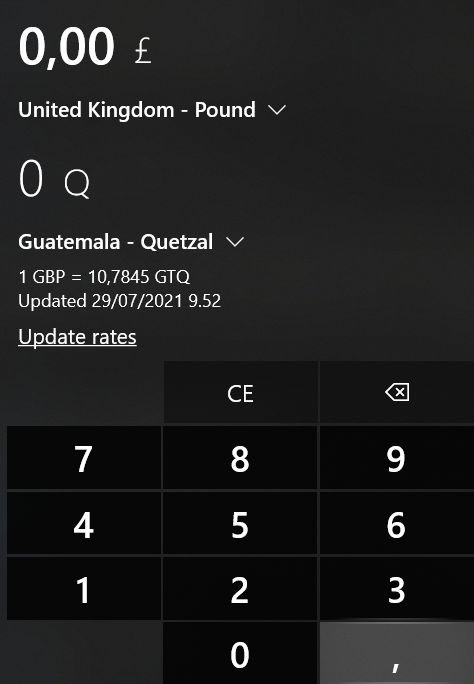 0,00 £
United Kingdom - Pound
0 Q
Guatemala - Quetzal
1 GBP = 10,7845 GTQ
Updated 29/07/2021 9.52
Update rates
CE
7 8 9
4 5 6
1 2 3
0 ,